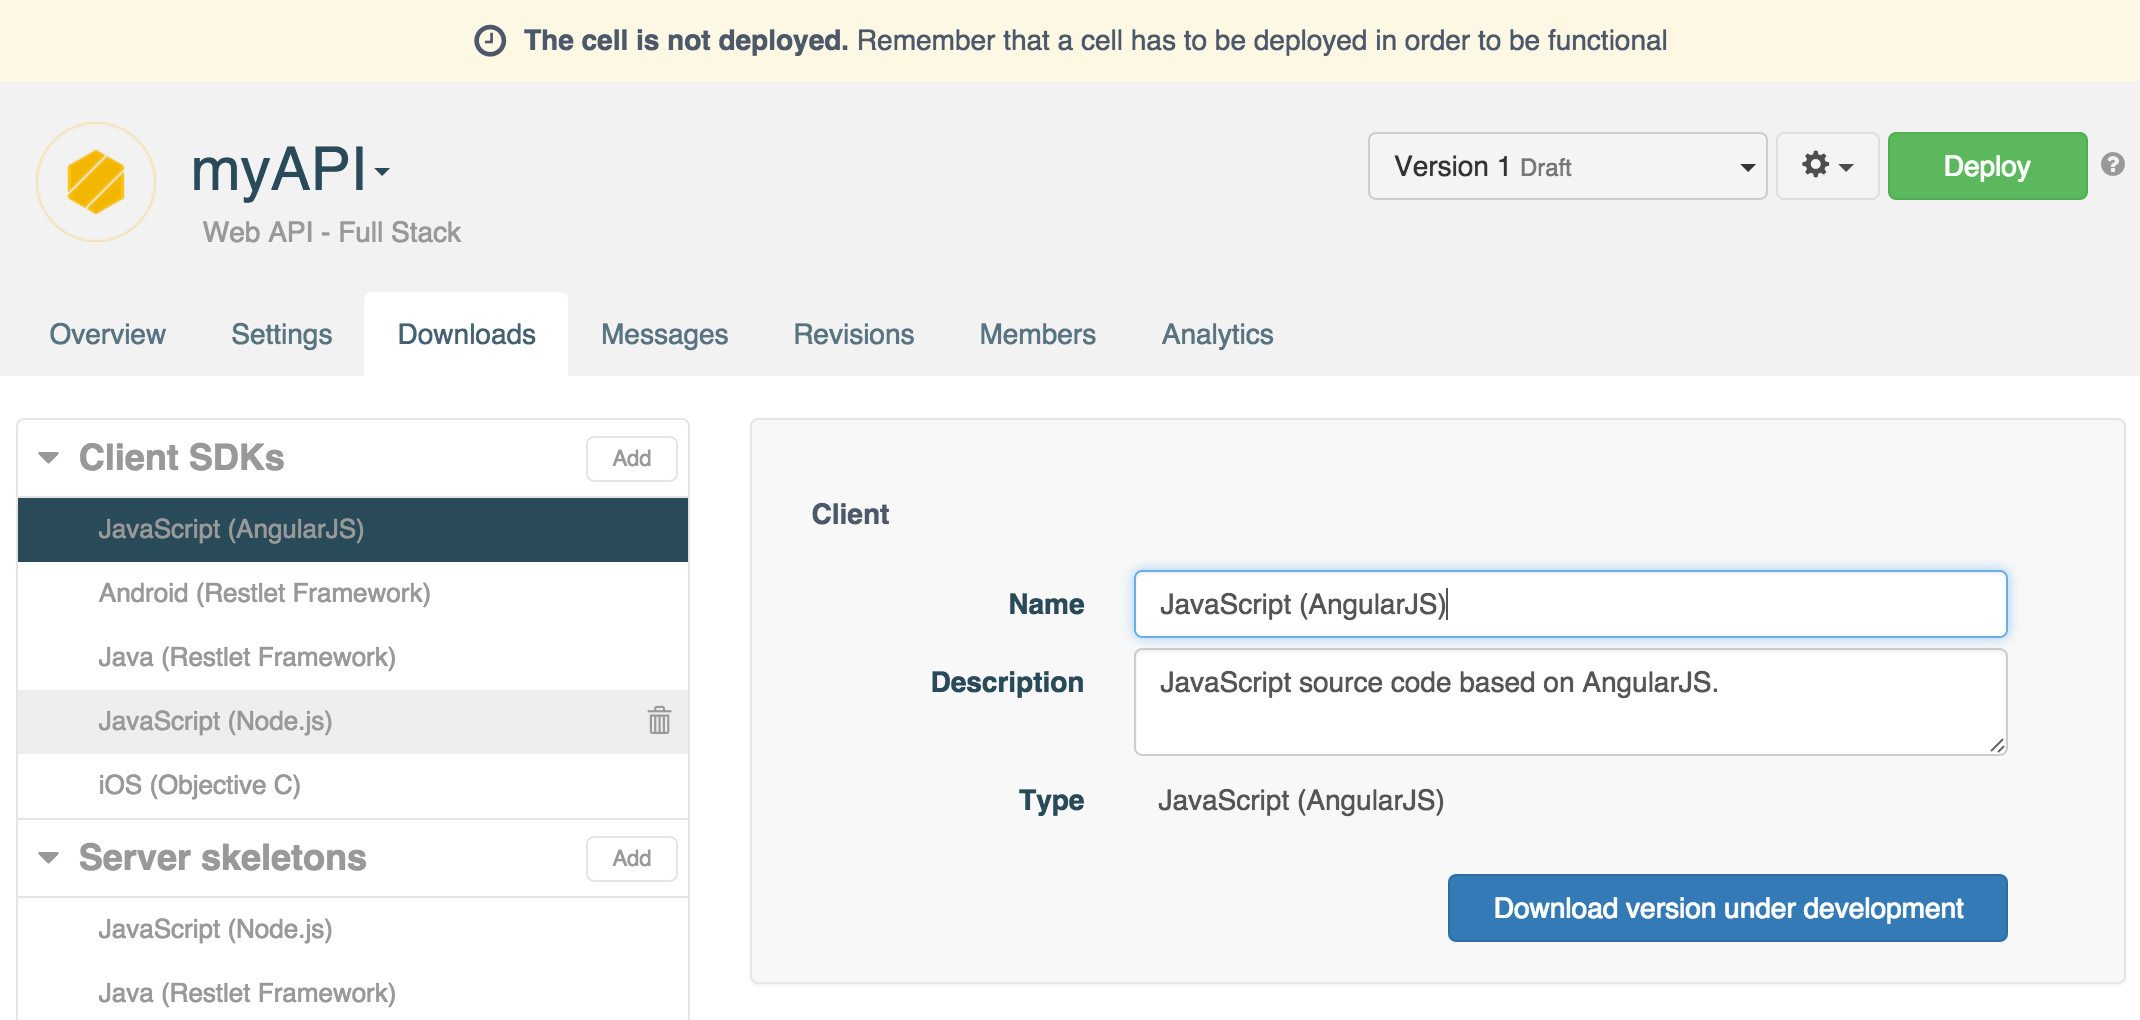 The cell is not deployed. Remember that a cell has to be deployed in order to be functional
myAPI
Web API - Full Stack
Version 1 Draft
Deploy
?
Overview Settings Downloads Messages Revisions Members Analytics
Client SDKs
Add
JavaScript (AngularJS)
Android (Restlet Framework)
Java (Restlet Framework)
JavaScript (Node.js)
iOS (Objective C)
Server skeletons
Add
JavaScript (Node.js)
Java (Restlet Framework)
Client
Name JavaScript (AngularJS)
Description JavaScript source code based on AngularJS.
Type JavaScript (AngularJS)
Download version under development